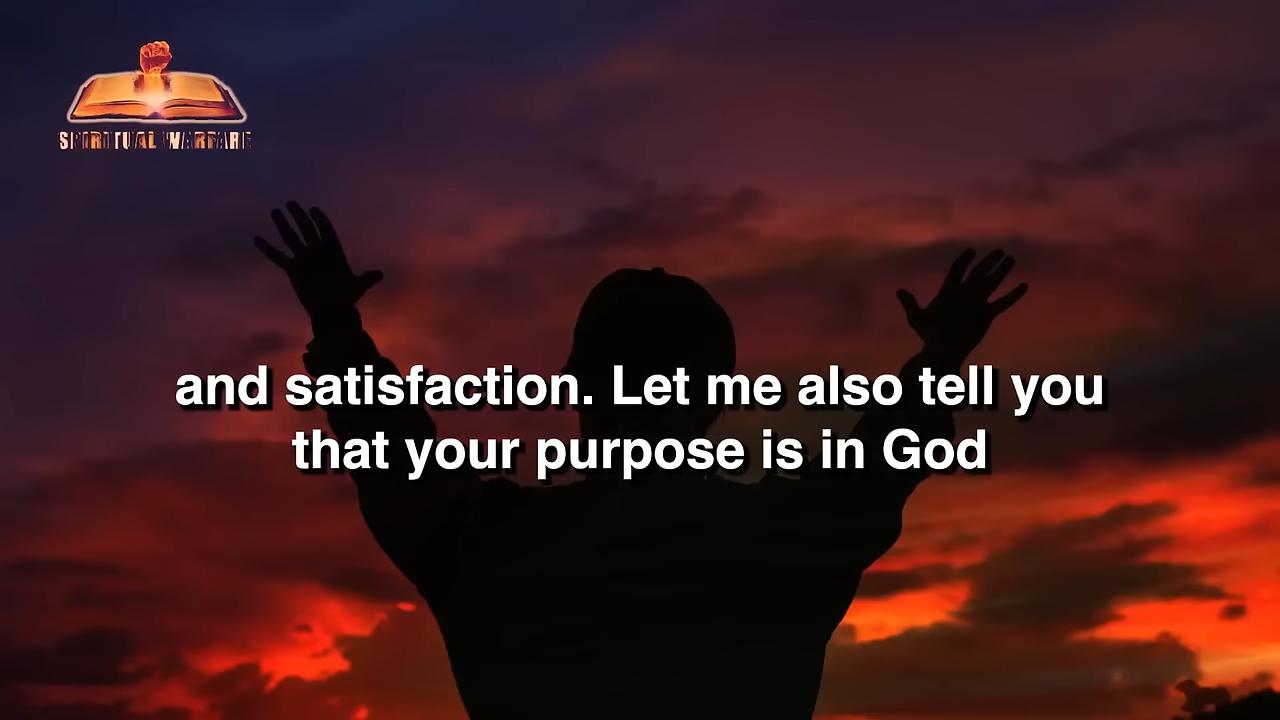 SPIRITUAL WARFARE
and satisfaction. Let me also tell you
that your purpose is in God